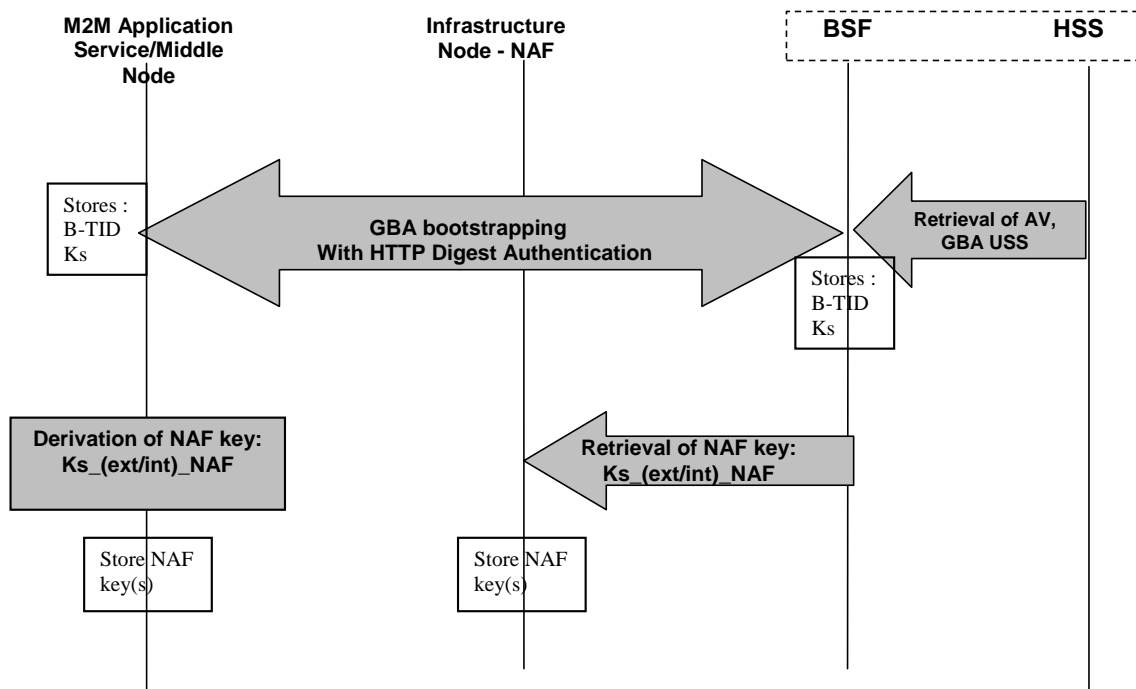 M2M Application
Service/Middle
Node
Infrastructure
Node - NAF
BSF
HSS
Stores :
B-TID
Ks
GBA bootstrapping
With HTTP Digest Authentication
Retrieval of AV,
GBA USS
Stores :
B-TID
Ks
Derivation of NAF key:
Ks_(ext/int)_NAF
Retrieval of NAF key:
Ks_(ext/int)_NAF
Store NAF
key(s)
Store NAF
key(s)